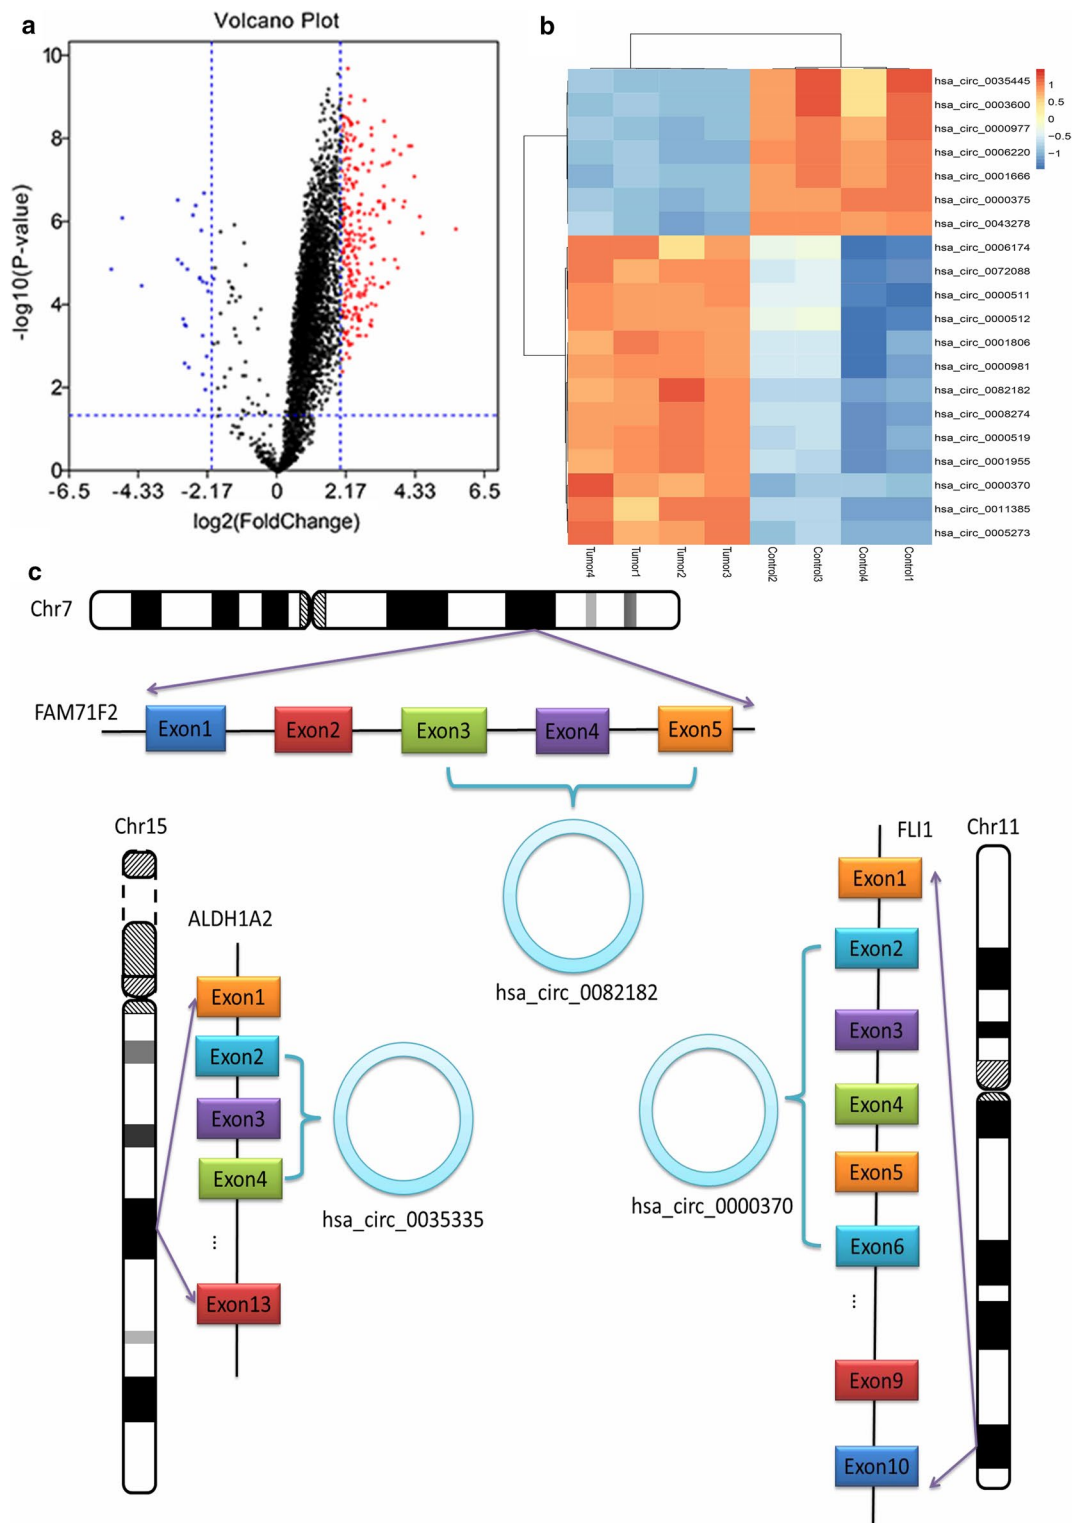 a
Volcano Plot
10
8
6
4
2
0
-log10(P-value)
-6.5 -4.33 -2.17 0 2.17 4.33 6.5
log2(FoldChange)
b
hsa_circ_0035445
hsa_circ_0003600
hsa_circ_0000977
hsa_circ_0006220
hsa_circ_0001666
hsa_circ_0000375
hsa_circ_0043278
hsa_circ_0006174
hsa_circ_0072088
hsa_circ_0000511
hsa_circ_0000512
hsa_circ_0001806
hsa_circ_0000981
hsa_circ_0082182
hsa_circ_0008274
hsa_circ_0000519
hsa_circ_0001955
hsa_circ_0000370
hsa_circ_0011385
hsa_circ_0005273
1
0.5
0
−0.5
−1
Tumor4
Tumor1
Tumor2
Tumor3
Control2
Control3
Control4
Control1
c
Chr7
FAM71F2
Exon1 Exon2 Exon3 Exon4 Exon5
hsa_circ_0082182
Chr15
ALDH1A2
Exon1
Exon2
Exon3
Exon4
...
Exon13
hsa_circ_0035335
FLI1
Chr11
Exon1
Exon2
Exon3
Exon4
Exon5
Exon6
...
Exon9
Exon10
hsa_circ_0000370